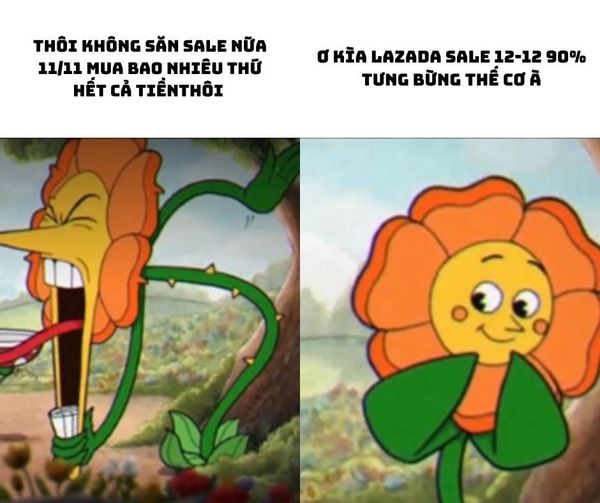 THÔI KHÔNG SĂN SALE NỮA
11/11 MUA BAO NHIÊU THỨ
HẾT CẢ TIỀNTHÔI
Ơ KÌA LAZADA SALE 12-12 90%
TƯNG BỪNG THẾ CƠ À